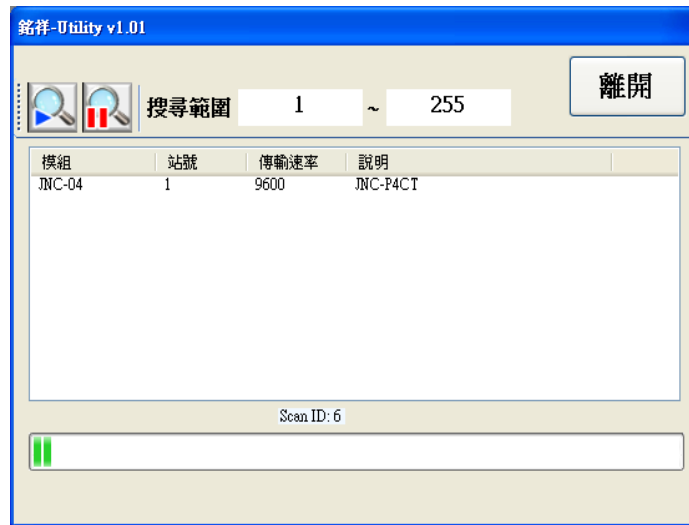 銘祥-Utility v1.01
搜尋範圍 1 ~ 255 離開
模組 站號 傳輸速率 說明
JNC-04 1 9600 JNC-P4CT
Scan ID: 6